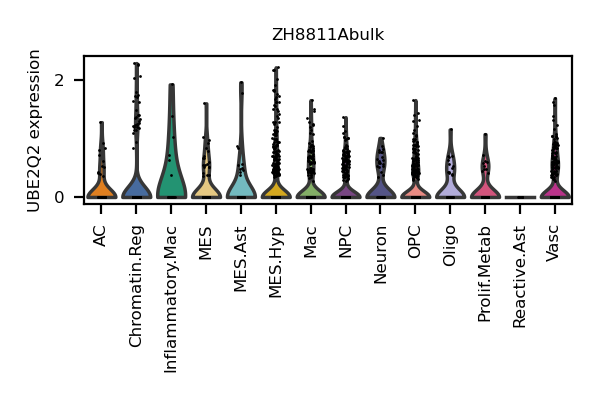 ZH8811Abulk
UBE2Q2 expression
2
0
AC
Chromatin.Reg
Inflammatory.Mac
MES
MES.Ast
MES.Hyp
Mac
NPC
Neuron
OPC
Oligo
Prolif.Metab
Reactive.Ast
Vasc